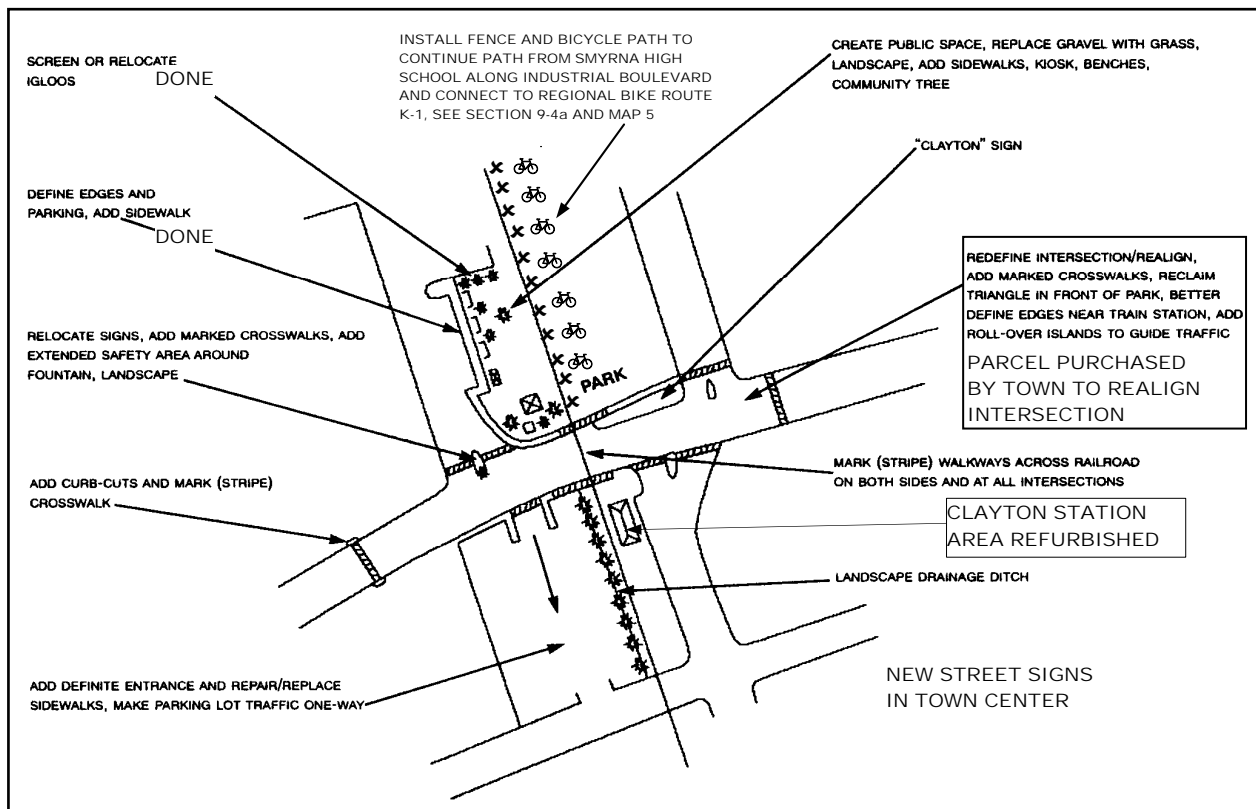 SCREEN OR RELOCATE
IGLOOS DONE
INSTALL FENCE AND BICYCLE PATH TO
CONTINUE PATH FROM SMYRNA HIGH
SCHOOL ALONG INDUSTRIAL BOULEVARD
AND CONNECT TO REGIONAL BIKE ROUTE
K-1, SEE SECTION 9-4a AND MAP 5
CREATE PUBLIC SPACE, REPLACE GRAVEL WITH GRASS,
LANDSCAPE, ADD SIDEWALKS, KIOSK, BENCHES,
COMMUNITY TREE
"CLAYTON" SIGN
DEFINE EDGES AND
PARKING, ADD SIDEWALK
DONE
REDEFINE INTERSECTION/REALIGN,
ADD MARKED CROSSWALKS, RECLAIM
TRIANGLE IN FRONT OF PARK, BETTER
DEFINE EDGES NEAR TRAIN STATION, ADD
ROLL-OVER ISLANDS TO GUIDE TRAFFIC
PARCEL PURCHASED
BY TOWN TO REALIGN
INTERSECTION
RELOCATE SIGNS, ADD MARKED CROSSWALKS, ADD
EXTENDED SAFETY AREA AROUND
FOUNTAIN, LANDSCAPE
PARK
MARK (STRIPE) WALKWAYS ACROSS RAILROAD
ON BOTH SIDES AND AT ALL INTERSECTIONS
ADD CURB-CUTS AND MARK (STRIPE)
CROSSWALK
CLAYTON STATION
AREA REFURBISHED
LANDSCAPE DRAINAGE DITCH
ADD DEFINITE ENTRANCE AND REPAIR/REPLACE
SIDEWALKS, MAKE PARKING LOT TRAFFIC ONE-WAY
NEW STREET SIGNS
IN TOWN CENTER